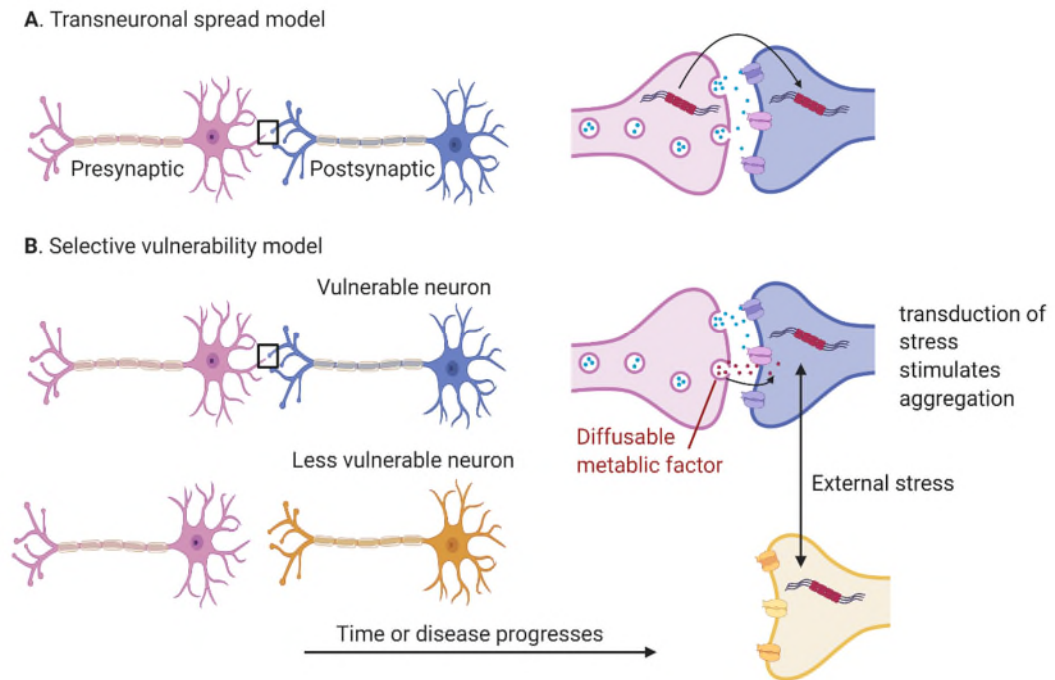 A. Transneuronal spread model
Presynaptic
Postsynaptic
B. Selective vulnerability model
Vulnerable neuron
Less vulnerable neuron
Diffusable
metablic factor
transduction of
stress
stimulates
aggregation
External stress
Time or disease progresses